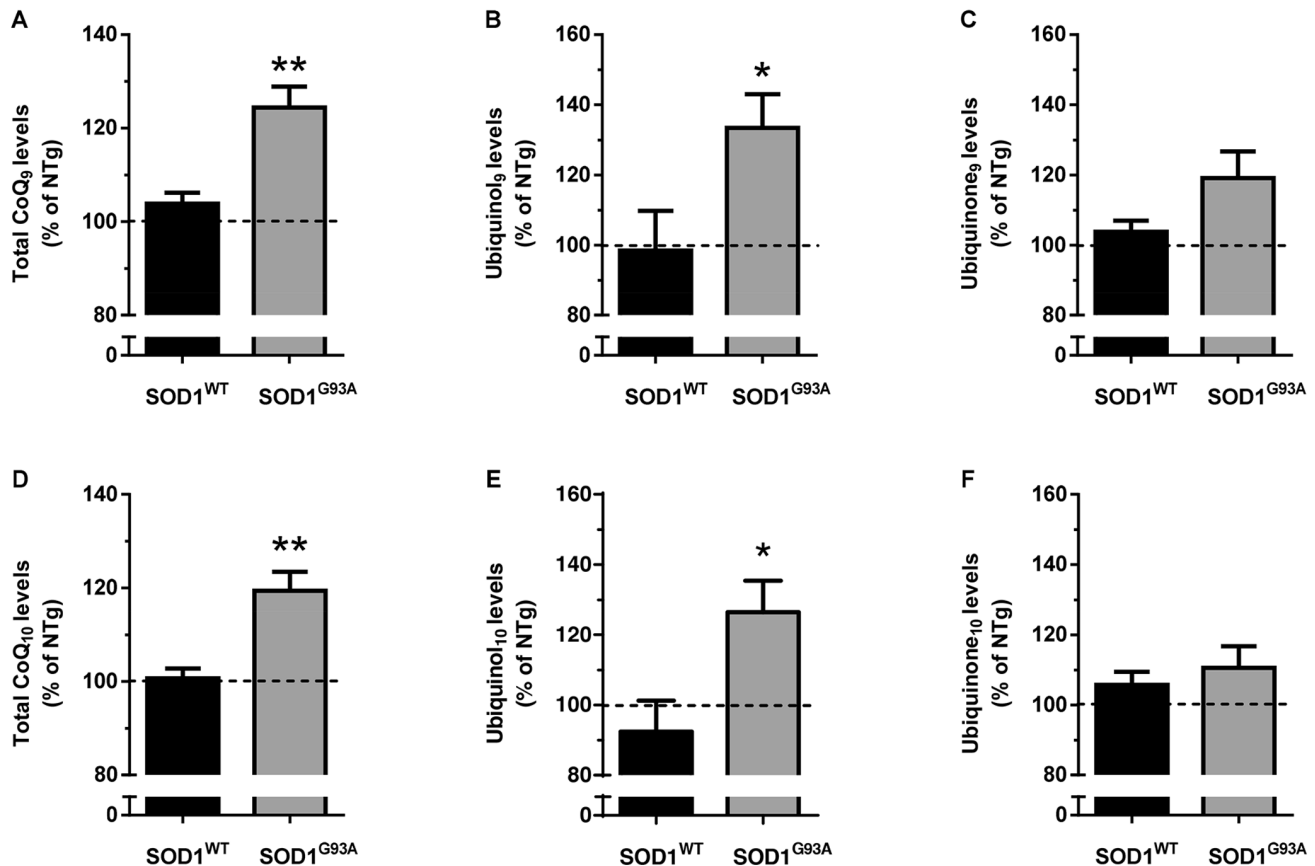 A
Total CoQ₉ levels
(% of NTg)
140
**
120
100
80
0
SOD1ᵂᵀ SOD1ᴳ⁹³ᴬ
B
Ubiquinol₉ levels
(% of NTg)
160
*
140
120
100
80
0
SOD1ᵂᵀ SOD1ᴳ⁹³ᴬ
C
Ubiquinone₉ levels
(% of NTg)
160
140
120
100
80
0
SOD1ᵂᵀ SOD1ᴳ⁹³ᴬ
D
Total CoQ₁₀ levels
(% of NTg)
140
**
120
100
80
0
SOD1ᵂᵀ SOD1ᴳ⁹³ᴬ
E
Ubiquinol₁₀ levels
(% of NTg)
160
*
140
120
100
80
0
SOD1ᵂᵀ SOD1ᴳ⁹³ᴬ
F
Ubiquinone₁₀ levels
(% of NTg)
160
140
120
100
80
0
SOD1ᵂᵀ SOD1ᴳ⁹³ᴬ